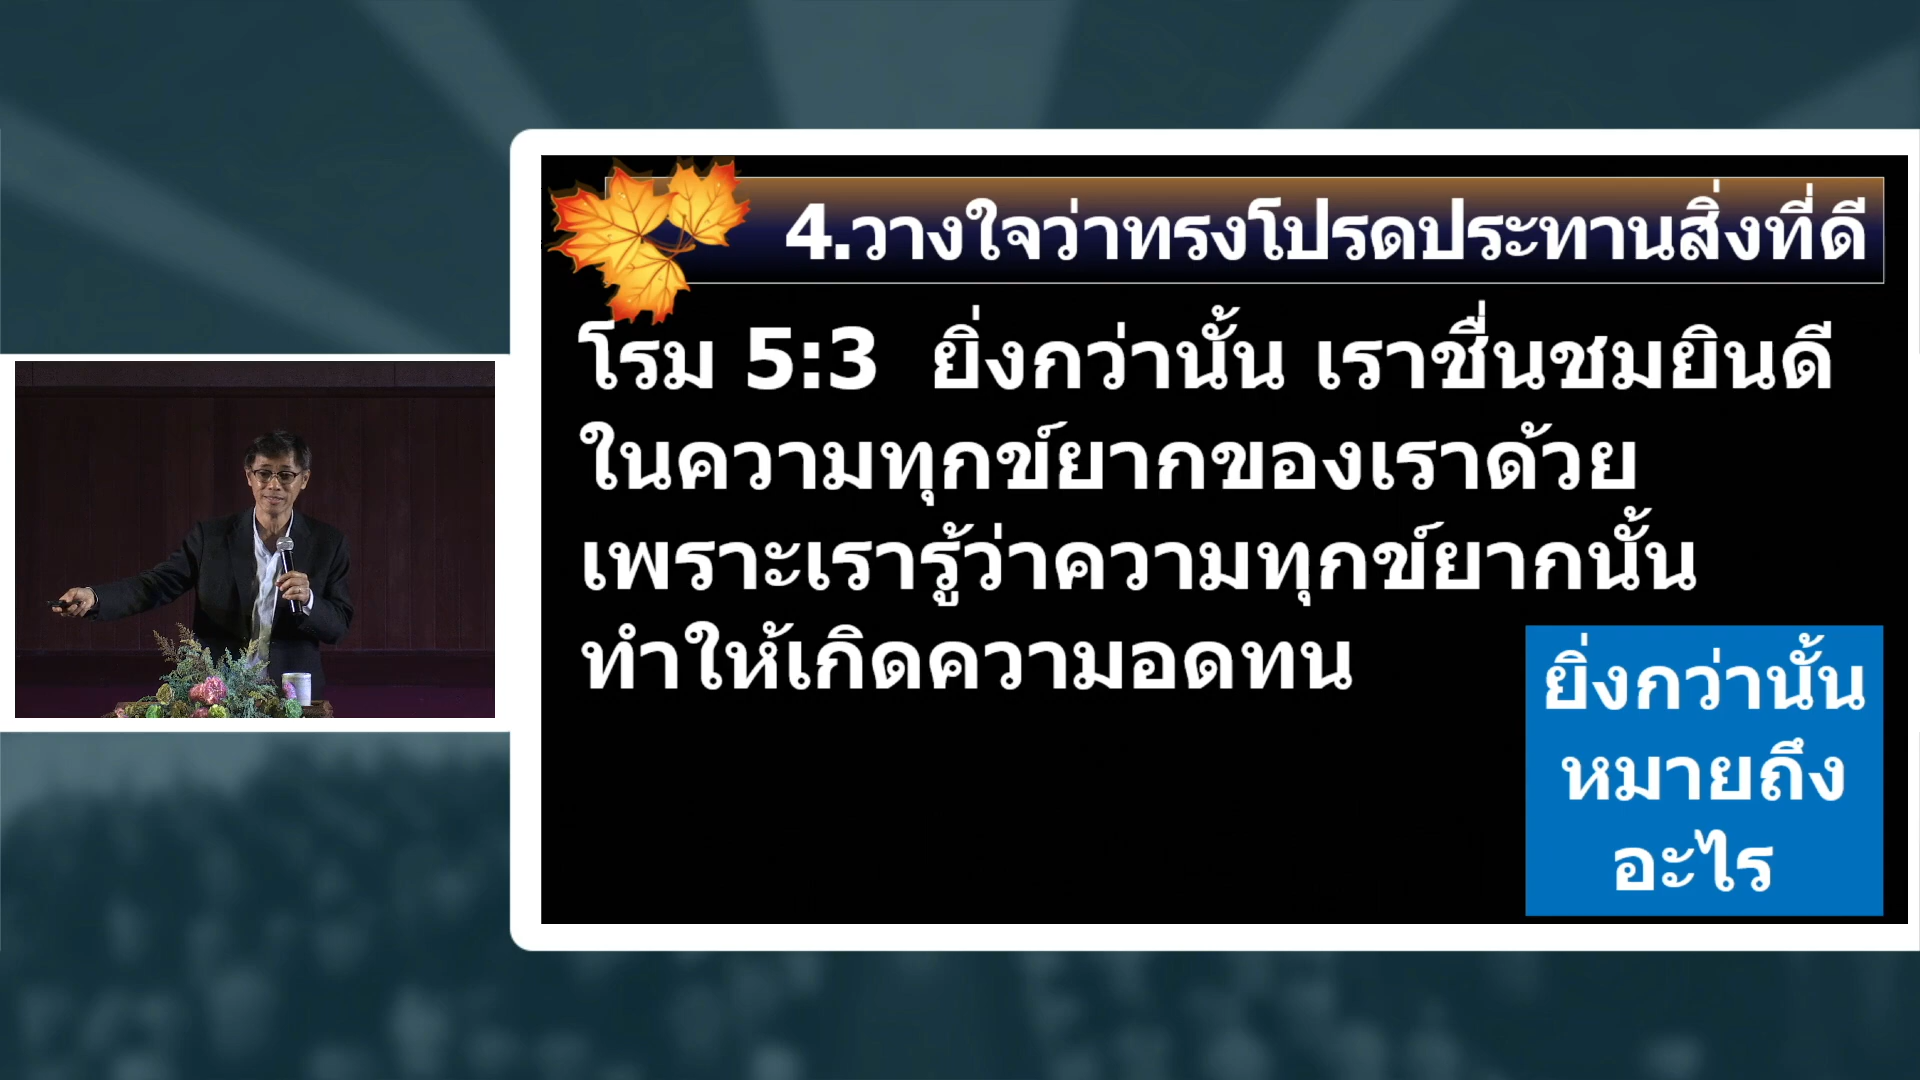 4.วางใจว่าทรงโปรดประทานสิ่งที่ดี
โรม 5:3  ยิ่งกว่านั้น เราชื่นชมยินดี
ในความทุกข์ยากของเราด้วย
เพราะเรารู้ว่าความทุกข์ยากนั้น
ทำให้เกิดความอดทน
ยิ่งกว่านั้น
หมายถึง
อะไร